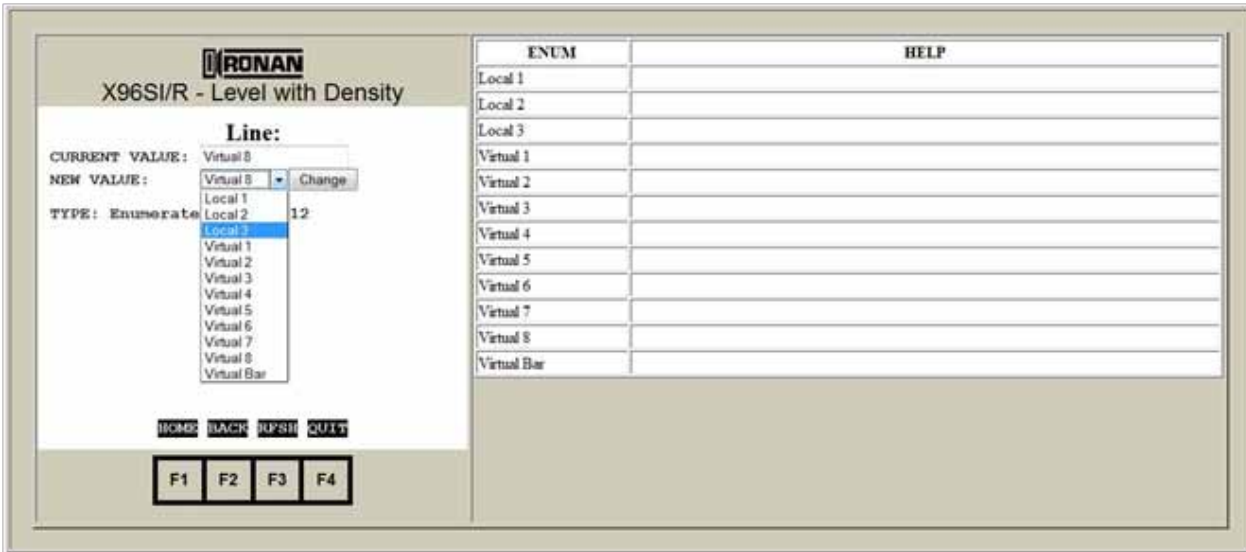 RONAN
X96SI/R - Level with Density
Line:
CURRENT VALUE: Virtual 8
NEW VALUE: Virtual 8 Change
TYPE: Enumerate 12
Local 1
Local 2
Local 3
Virtual 1
Virtual 2
Virtual 3
Virtual 4
Virtual 5
Virtual 6
Virtual 7
Virtual 8
Virtual Bar
HOME BACK RFSH QUIT
F1 F2 F3 F4
ENUM HELP
Local 1
Local 2
Local 3
Virtual 1
Virtual 2
Virtual 3
Virtual 4
Virtual 5
Virtual 6
Virtual 7
Virtual 8
Virtual Bar